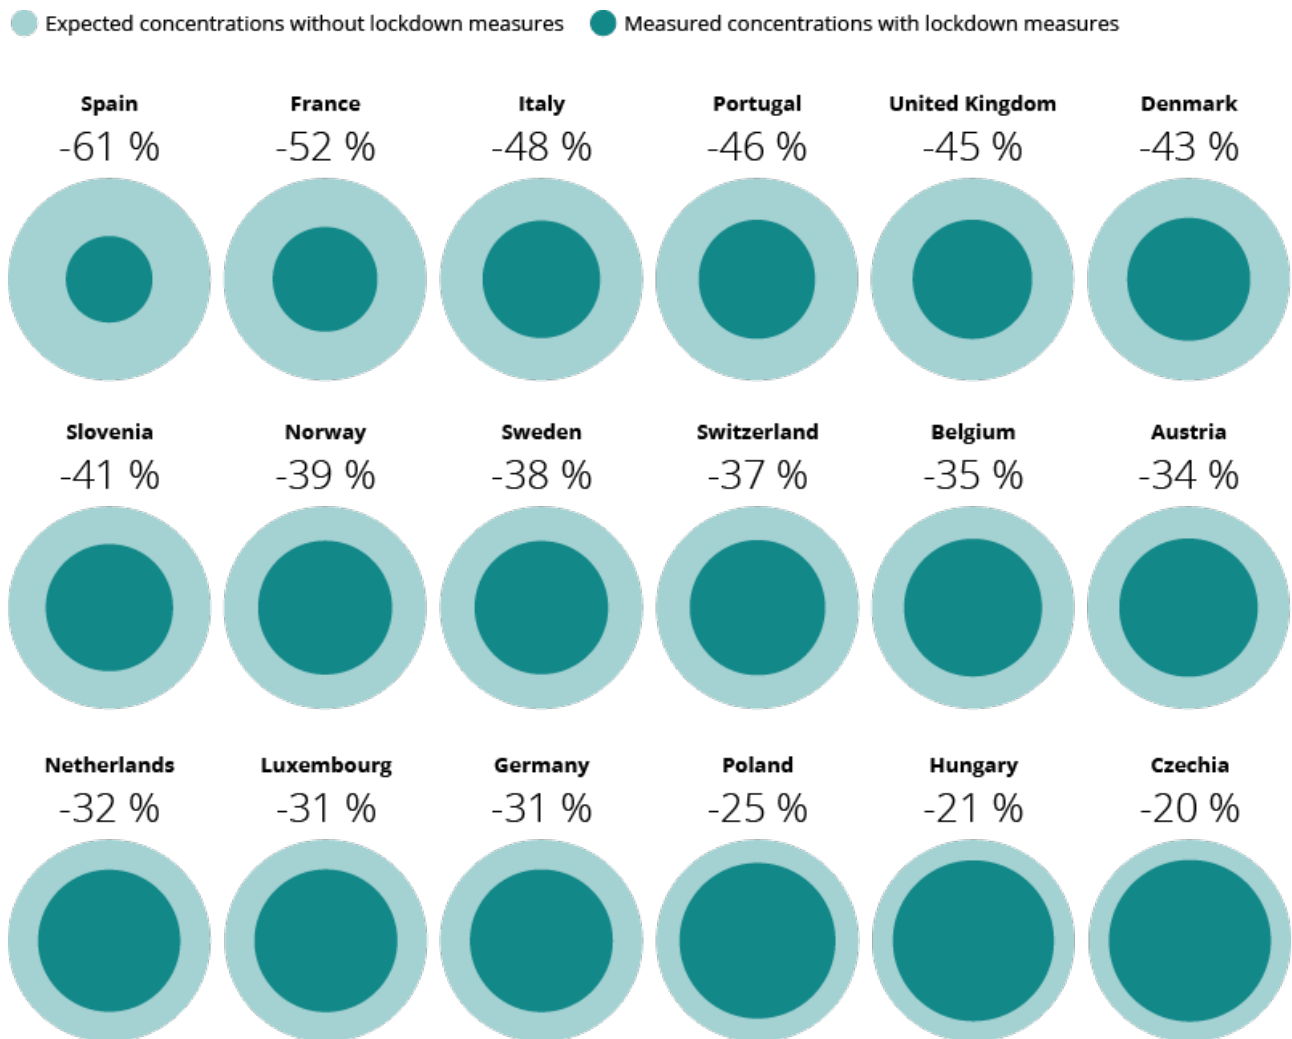 Expected concentrations without lockdown measures Measured concentrations with lockdown measures
Spain France Italy Portugal United Kingdom Denmark
-61 % -52 % -48 % -46 % -45 % -43 %
Slovenia Norway Sweden Switzerland Belgium Austria
-41 % -39 % -38 % -37 % -35 % -34 %
Netherlands Luxembourg Germany Poland Hungary Czechia
-32 % -31 % -31 % -25 % -21 % -20 %